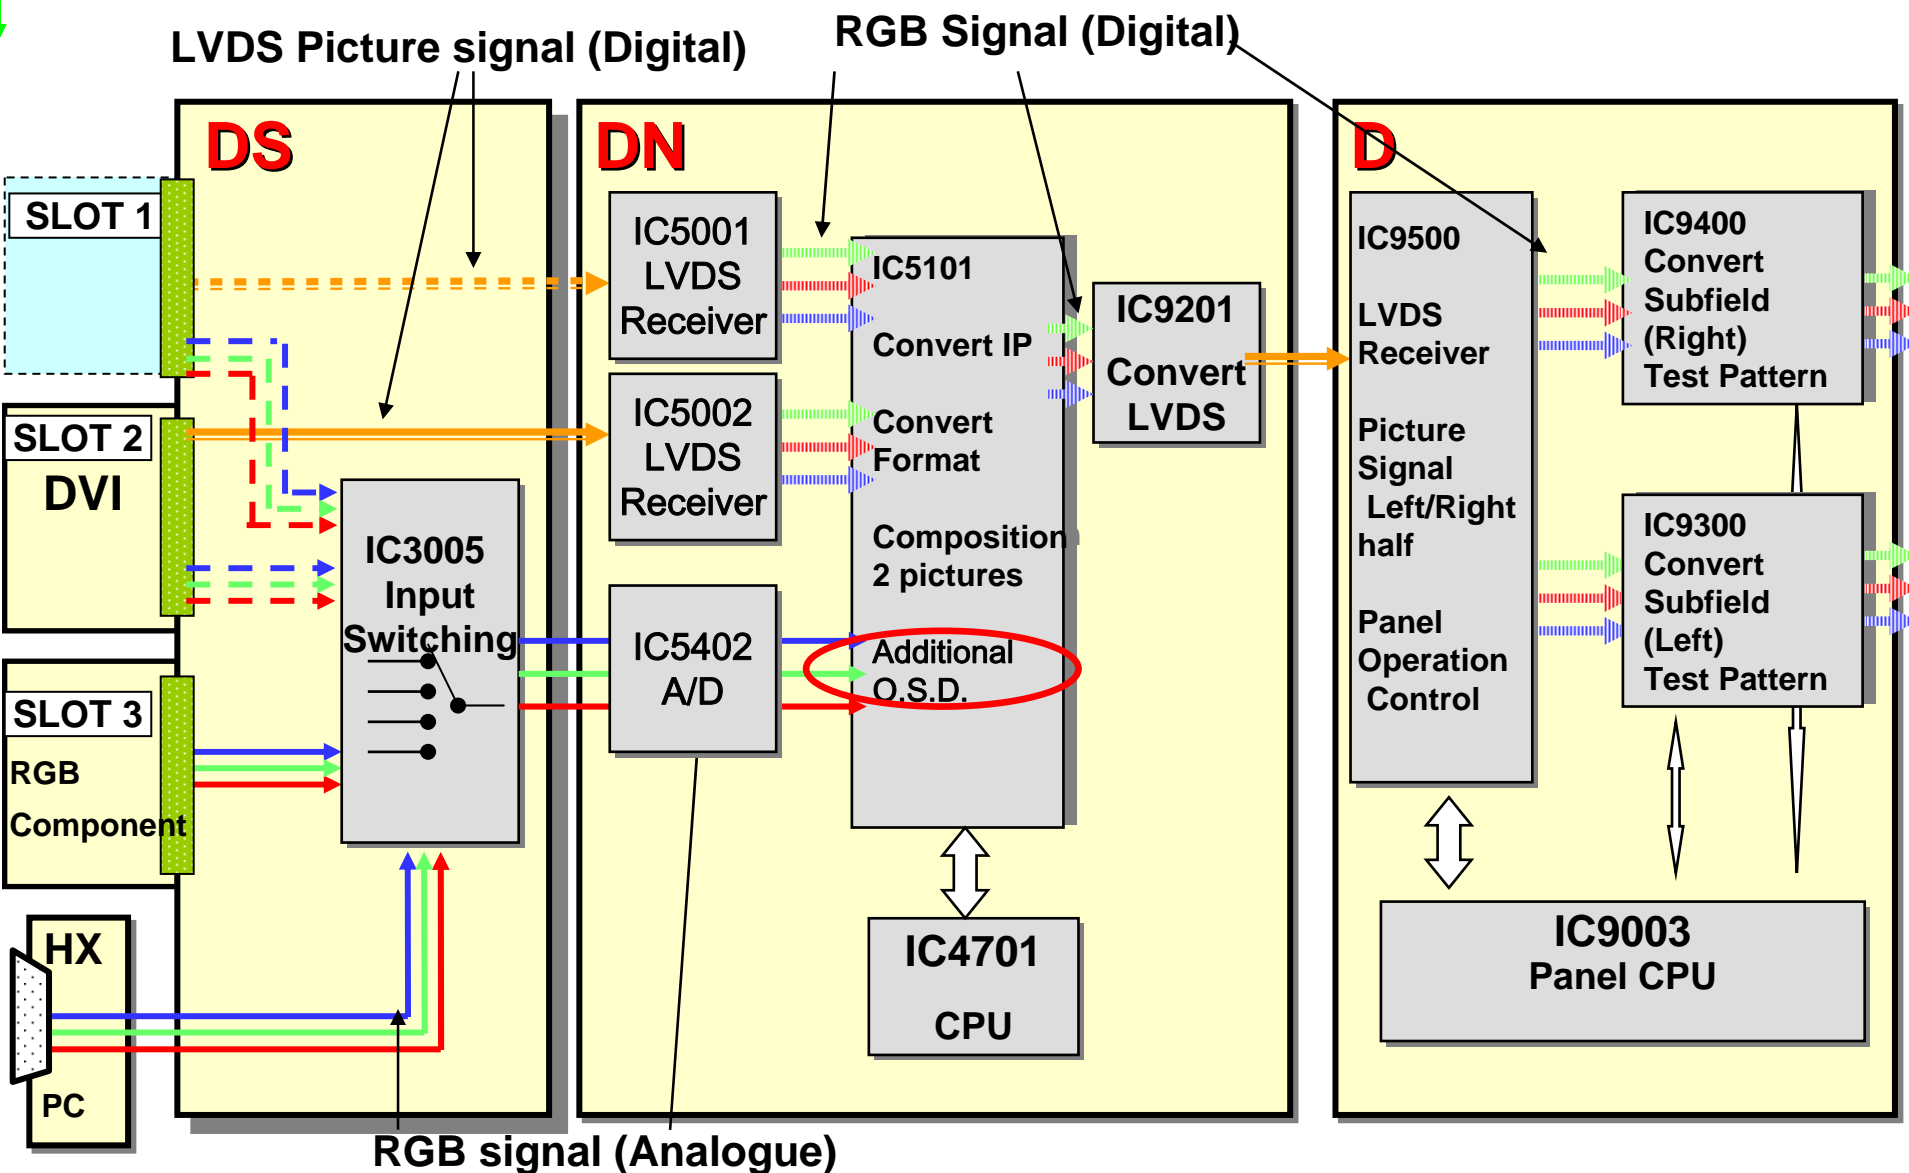 LVDS Picture signal (Digital)
RGB Signal (Digital)
DS
DN
D
SLOT 1
SLOT 2
DVI
SLOT 3
RGB
Component
HX
PC
IC3005
Input
Switching
IC5001
LVDS
Receiver
IC5002
LVDS
Receiver
IC5402
A/D
IC5101
Convert IP
Convert
Format
Composition
2 pictures
Additional
O.S.D.
IC9201
Convert
LVDS
IC4701
CPU
IC9500
LVDS
Receiver
Picture
Signal
Left/Right
half
Panel
Operation
Control
IC9400
Convert
Subfield
(Right)
Test Pattern
IC9300
Convert
Subfield
(Left)
Test Pattern
IC9003
Panel CPU
RGB signal (Analogue)